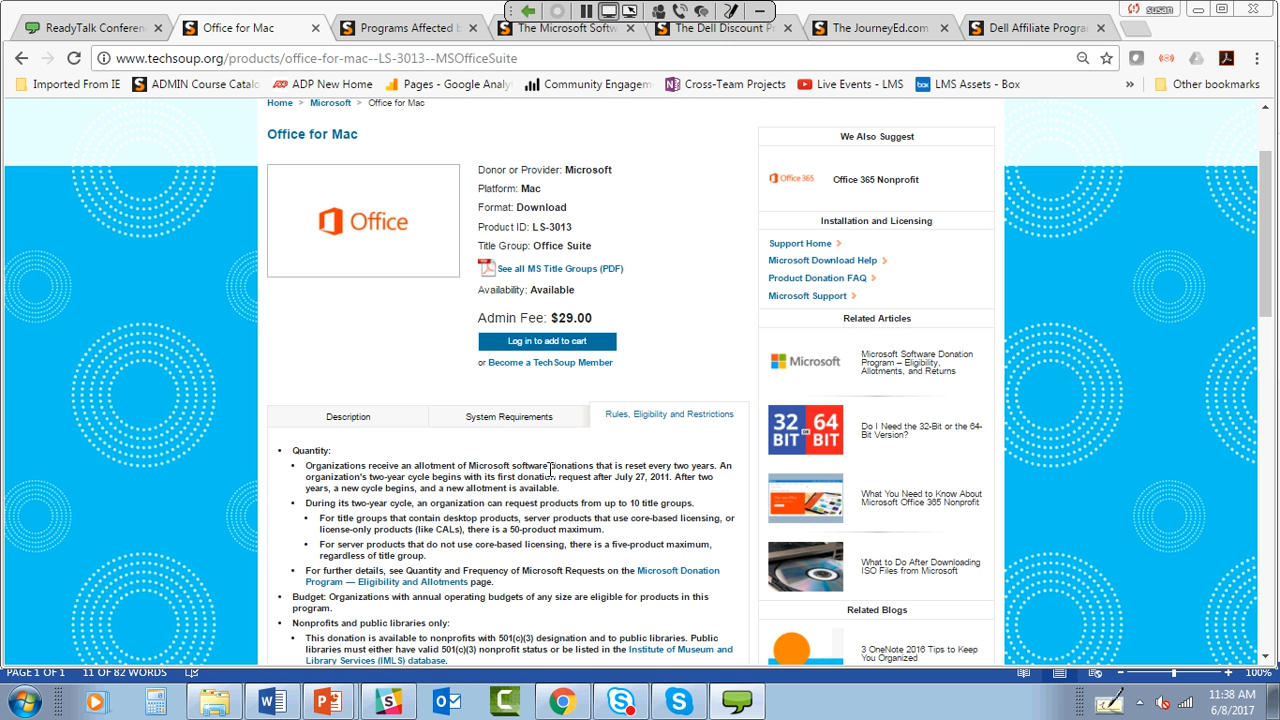 susan
ReadyTalk Conferen
Office for Mac
Programs Affected b
The Microsoft Softw
The Dell Discount P
The JourneyEd.com
Dell Affiliate Progra
www.techsoup.org/products/office-for-mac--LS-3013--MSOfficeSuite
Imported From IE
ADMIN Course Catalo
ADP New Home
Pages - Google Analy
Community Engagem
Cross-Team Projects
Live Events - LMS
LMS Assets - Box
»
Other bookmarks
Home > Microsoft > Office for Mac
Office for Mac
Office
Donor or Provider: Microsoft
Platform: Mac
Format: Download
Product ID: LS-3013
Title Group: Office Suite
See all MS Title Groups (PDF)
Availability: Available
Admin Fee: $29.00
Log in to add to cart
or Become a TechSoup Member
Description
System Requirements
Rules, Eligibility and Restrictions
• Quantity:
• Organizations receive an allotment of Microsoft software donations that is reset every two years. An
organization's two-year cycle begins with its first donation request after July 27, 2011. After two
years, a new cycle begins, and a new allotment is available.
• During its two-year cycle, an organization can request products from up to 10 title groups.
• For title groups that contain desktop products, server products that use core-based licensing, or
license-only products (like CALs), there is a 50-product maximum.
• For server products that do not use core-based licensing, there is a five-product maximum,
regardless of title group.
• For further details, see Quantity and Frequency of Microsoft Requests on the Microsoft Donation
Program — Eligibility and Allotments page.
• Budget: Organizations with annual operating budgets of any size are eligible for products in this
program.
• Nonprofits and public libraries only:
• This donation is available to nonprofits with 501(c)(3) designation and to public libraries. Public
libraries must either have valid 501(c)(3) nonprofit status or be listed in the Institute of Museum and
Library Services (IMLS) database.
We Also Suggest
Office 365
Office 365 Nonprofit
Installation and Licensing
Support Home
Microsoft Download Help
Product Donation FAQ
Microsoft Support
Related Articles
Microsoft
Microsoft Software Donation
Program – Eligibility,
Allotments, and Returns
32 BIT OR 64 BIT
Do I Need the 32-Bit or the 64-
Bit Version?
What You Need to Know About
Microsoft Office 365 Nonprofit
What to Do After Downloading
ISO Files from Microsoft
Related Blogs
3 OneNote 2016 Tips to Keep
You Organized
PAGE 1 OF 1
11 OF 82 WORDS
100%
11:38 AM
6/8/2017